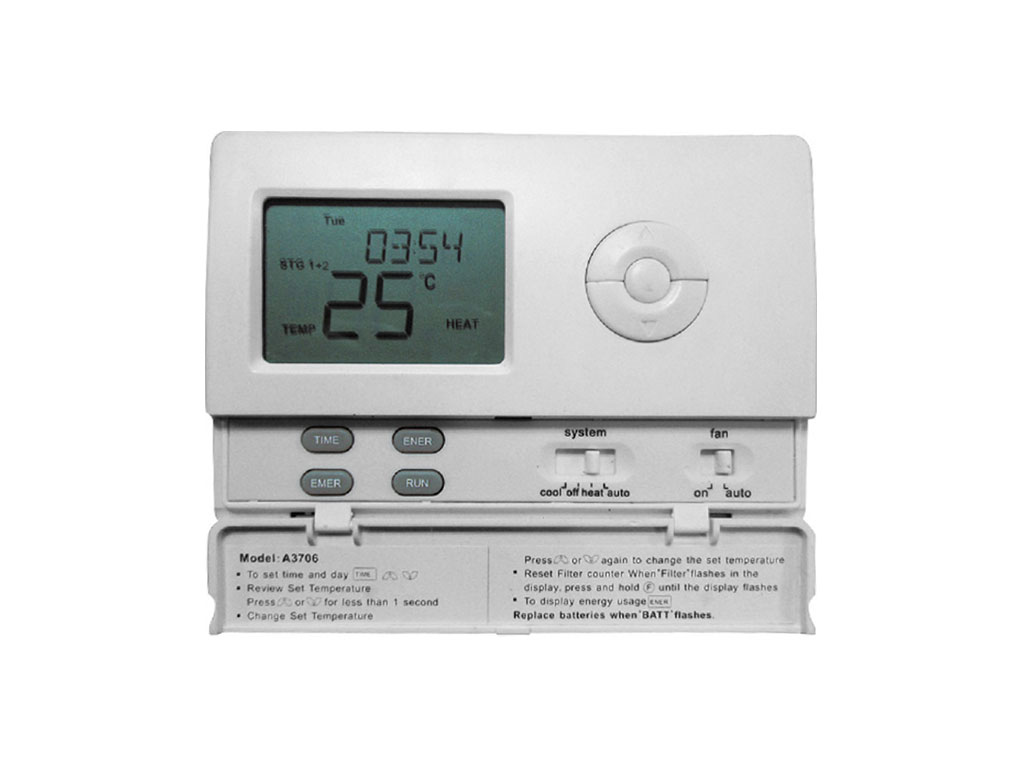 Tue
03:54
STG 1+2
25 °C
TEMP
HEAT
TIME
ENER
EMER
RUN
system
cool off heat auto
fan
on auto
Model: A3706
• To set time and day TIME
• Review Set Temperature
Press or for less than 1 second
• Change Set Temperature
Press or again to change the set temperature
• Reset Filter counter When "Filter" flashes in the
display, press and hold F until the display flashes
• To display energy usage ENER
Replace batteries when "BATT" flashes.